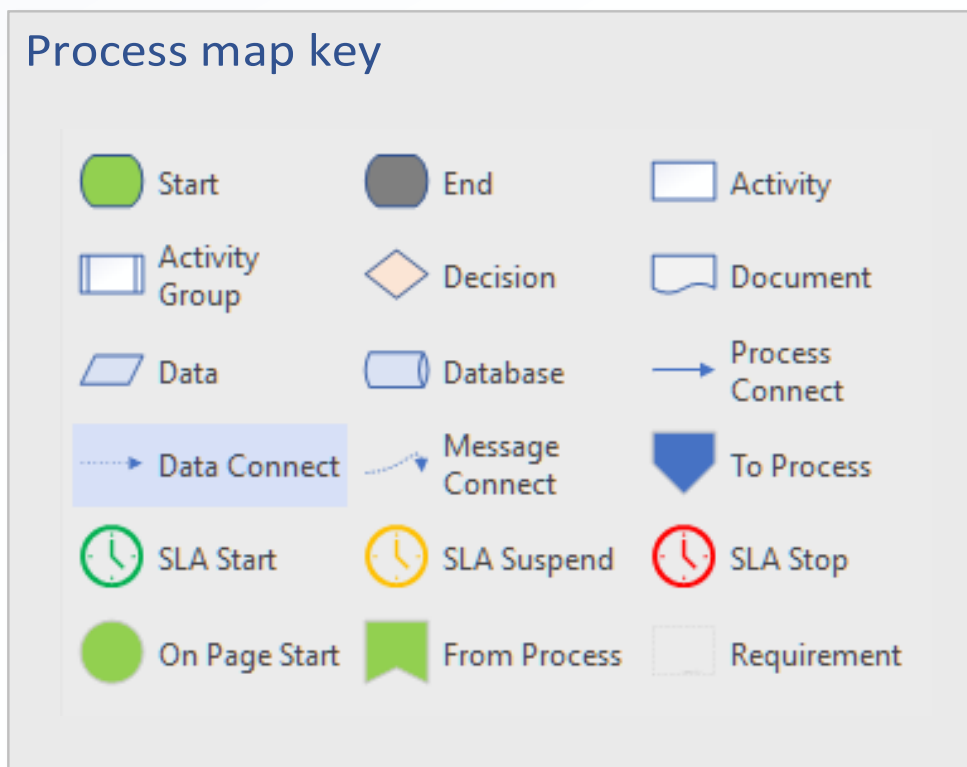 Process map key
Start
End
Activity
Activity
Group
Decision
Document
Data
Database
Process
Connect
Data Connect
Message
Connect
To Process
SLA Start
SLA Suspend
SLA Stop
On Page Start
From Process
Requirement